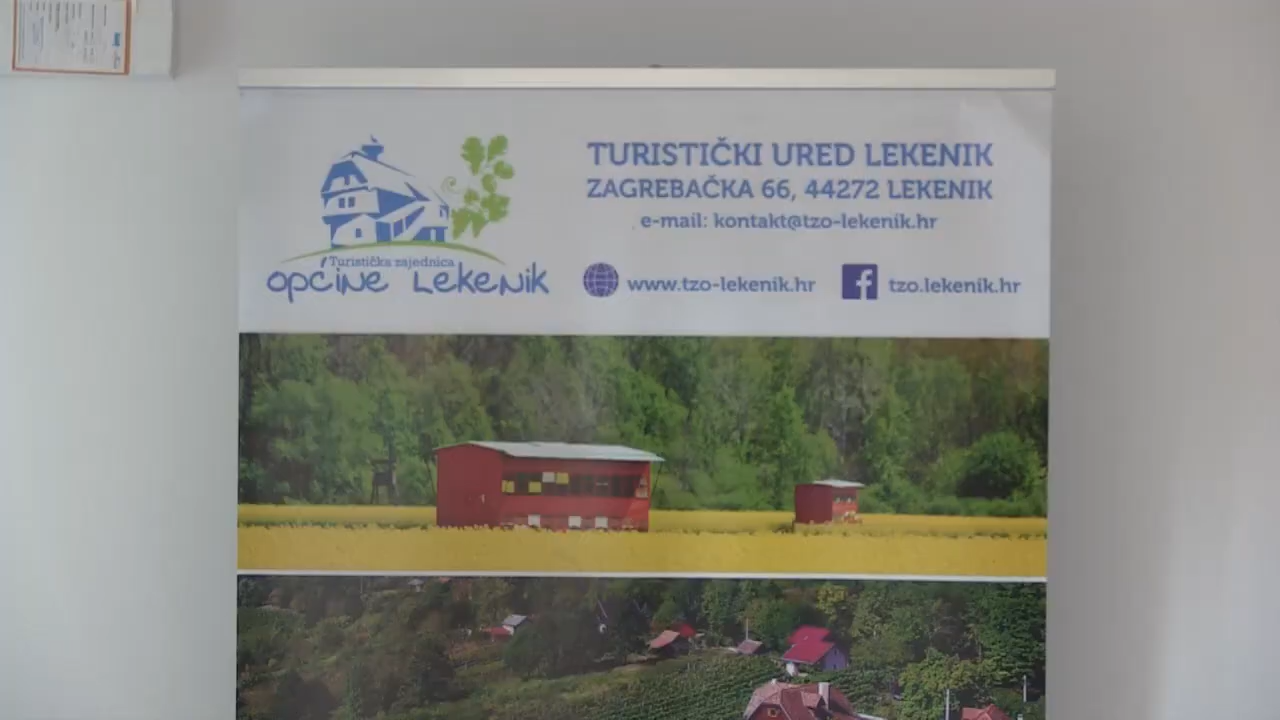 Turistička zajednica
općine Lekenik
TURISTIČKI URED LEKENIK
ZAGREBAČKA 66, 44272 LEKENIK
e-mail: kontakt@tzo-lekenik.hr
www.tzo-lekenik.hr
tzo.lekenik.hr